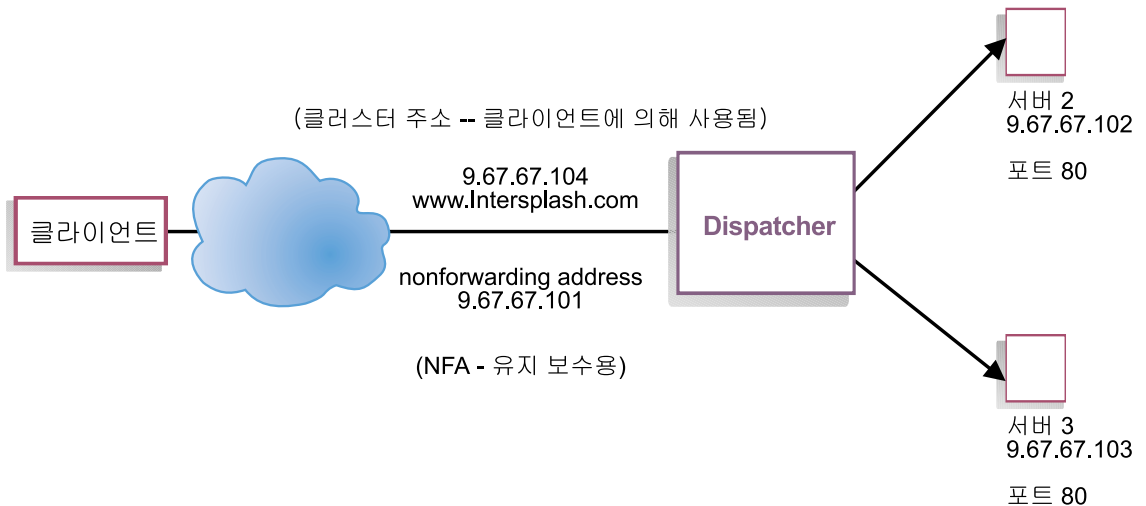 (클러스터 주소 -- 클라이언트에 의해 사용됨)
9.67.67.104
www.Intersplash.com
클라이언트
Dispatcher
nonforwarding address
9.67.67.101
(NFA - 유지 보수용)
서버 2
9.67.67.102
포트 80
서버 3
9.67.67.103
포트 80